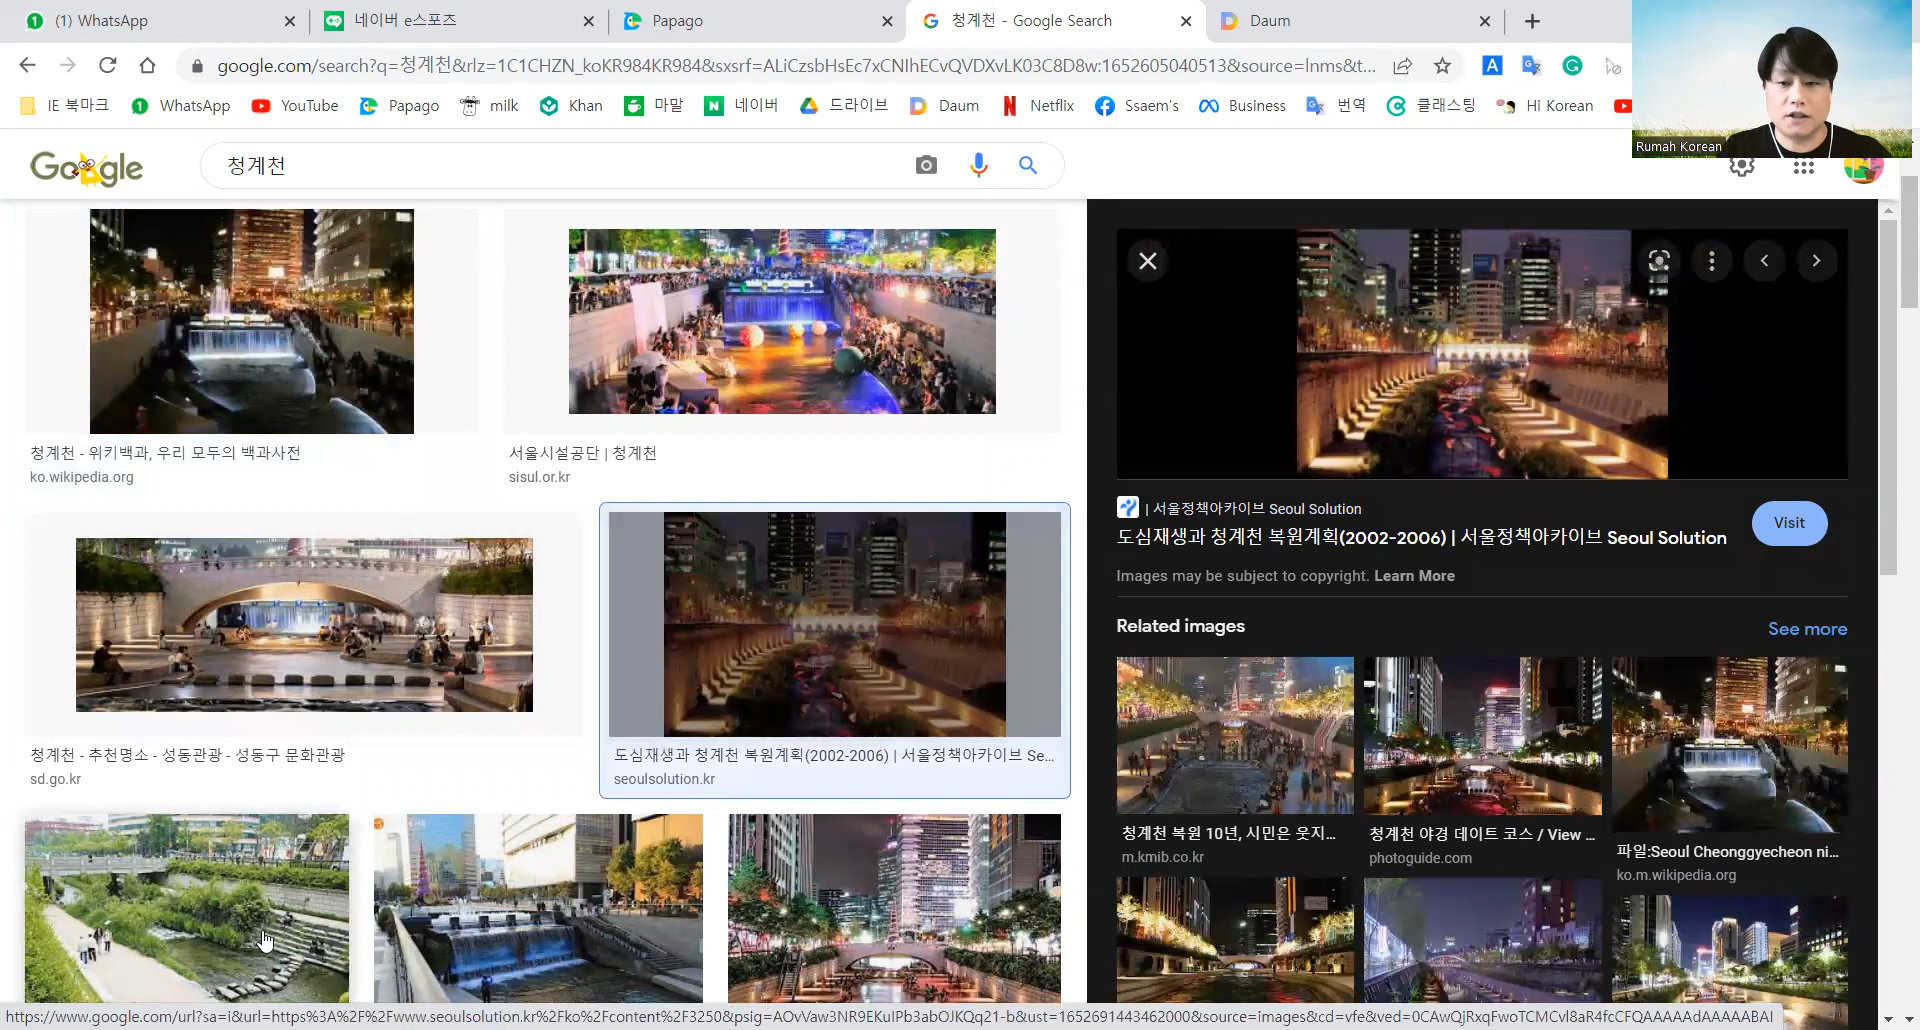 (1) WhatsApp
네이버 e스포츠
Papago
청계천 - Google Search
Daum
google.com/search?q=청계천&rlz=1C1CHZN_koKR984KR984&sxsrf=ALiCzsbHsEc7xCNIhECvQVDXvLK03C8D8w:1652605040513&source=lnms&t...
IE 북마크
WhatsApp
YouTube
Papago
milk
Khan
마말
네이버
드라이브
Daum
Netflix
Ssaem's
Business
번역
클래스팅
Hi Korean
Rumah Korean
Google
청계천
청계천 - 위키백과, 우리 모두의 백과사전
ko.wikipedia.org
서울시설공단 | 청계천
sisul.or.kr
청계천 - 추천명소 - 성동관광 - 성동구 문화관광
sd.go.kr
도심재생과 청계천 복원계획(2002-2006) | 서울정책아카이브 Se...
seoulsolution.kr
| 서울정책아카이브 Seoul Solution
도심재생과 청계천 복원계획(2002-2006) | 서울정책아카이브 Seoul Solution
Visit
Images may be subject to copyright. Learn More
Related images
See more
청계천 복원 10년, 시민은 웃지...
m.kmib.co.kr
청계천 야경 데이트 코스 / View ...
photoguide.com
파일:Seoul Cheonggyecheon ni...
ko.m.wikipedia.org
https://www.google.com/url?sa=i&url=https%3A%2F%2Fwww.seoulsolution.kr%2Fko%2Fcontent%2F3250&psig=AOvVaw3NR9EKuIPb3abOJKQq21-b&ust=1652691443462000&source=images&cd=vfe&ved=0CAwQjRxqFwoTCMCvl8aR4fcCFQAAAAAdAAAAABAI